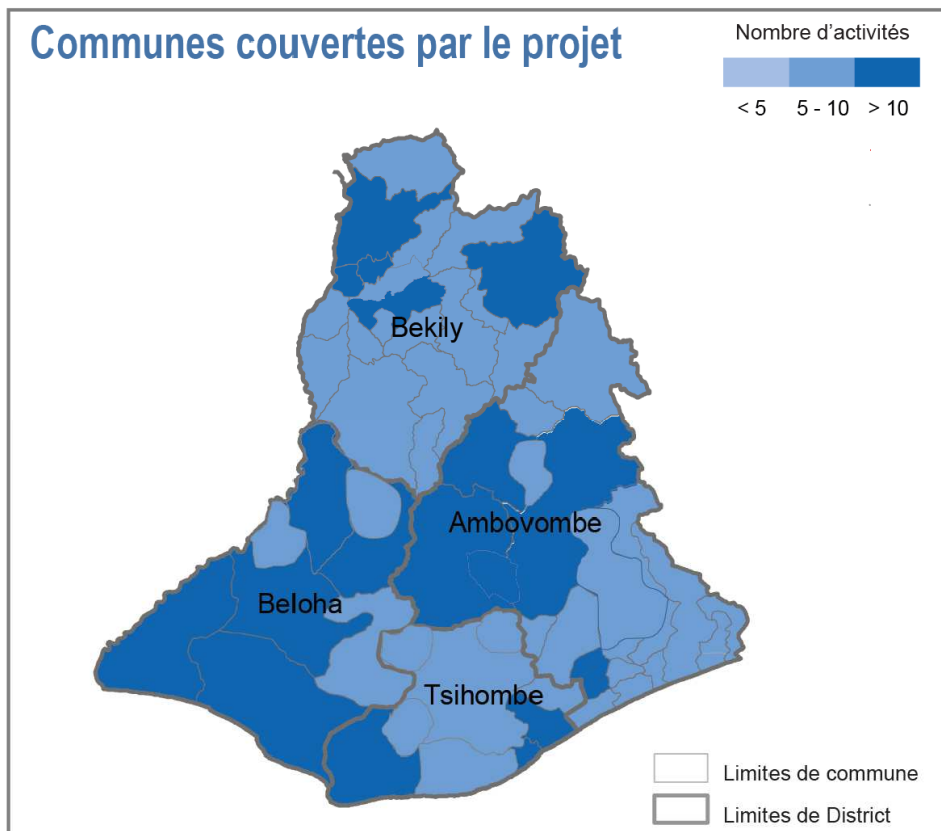 Communes couvertes par le projet
Nombre d’activités
< 5 5 - 10 > 10
Bekily
Ambovombe
Beloha
Tsihombe
Limites de commune
Limites de District